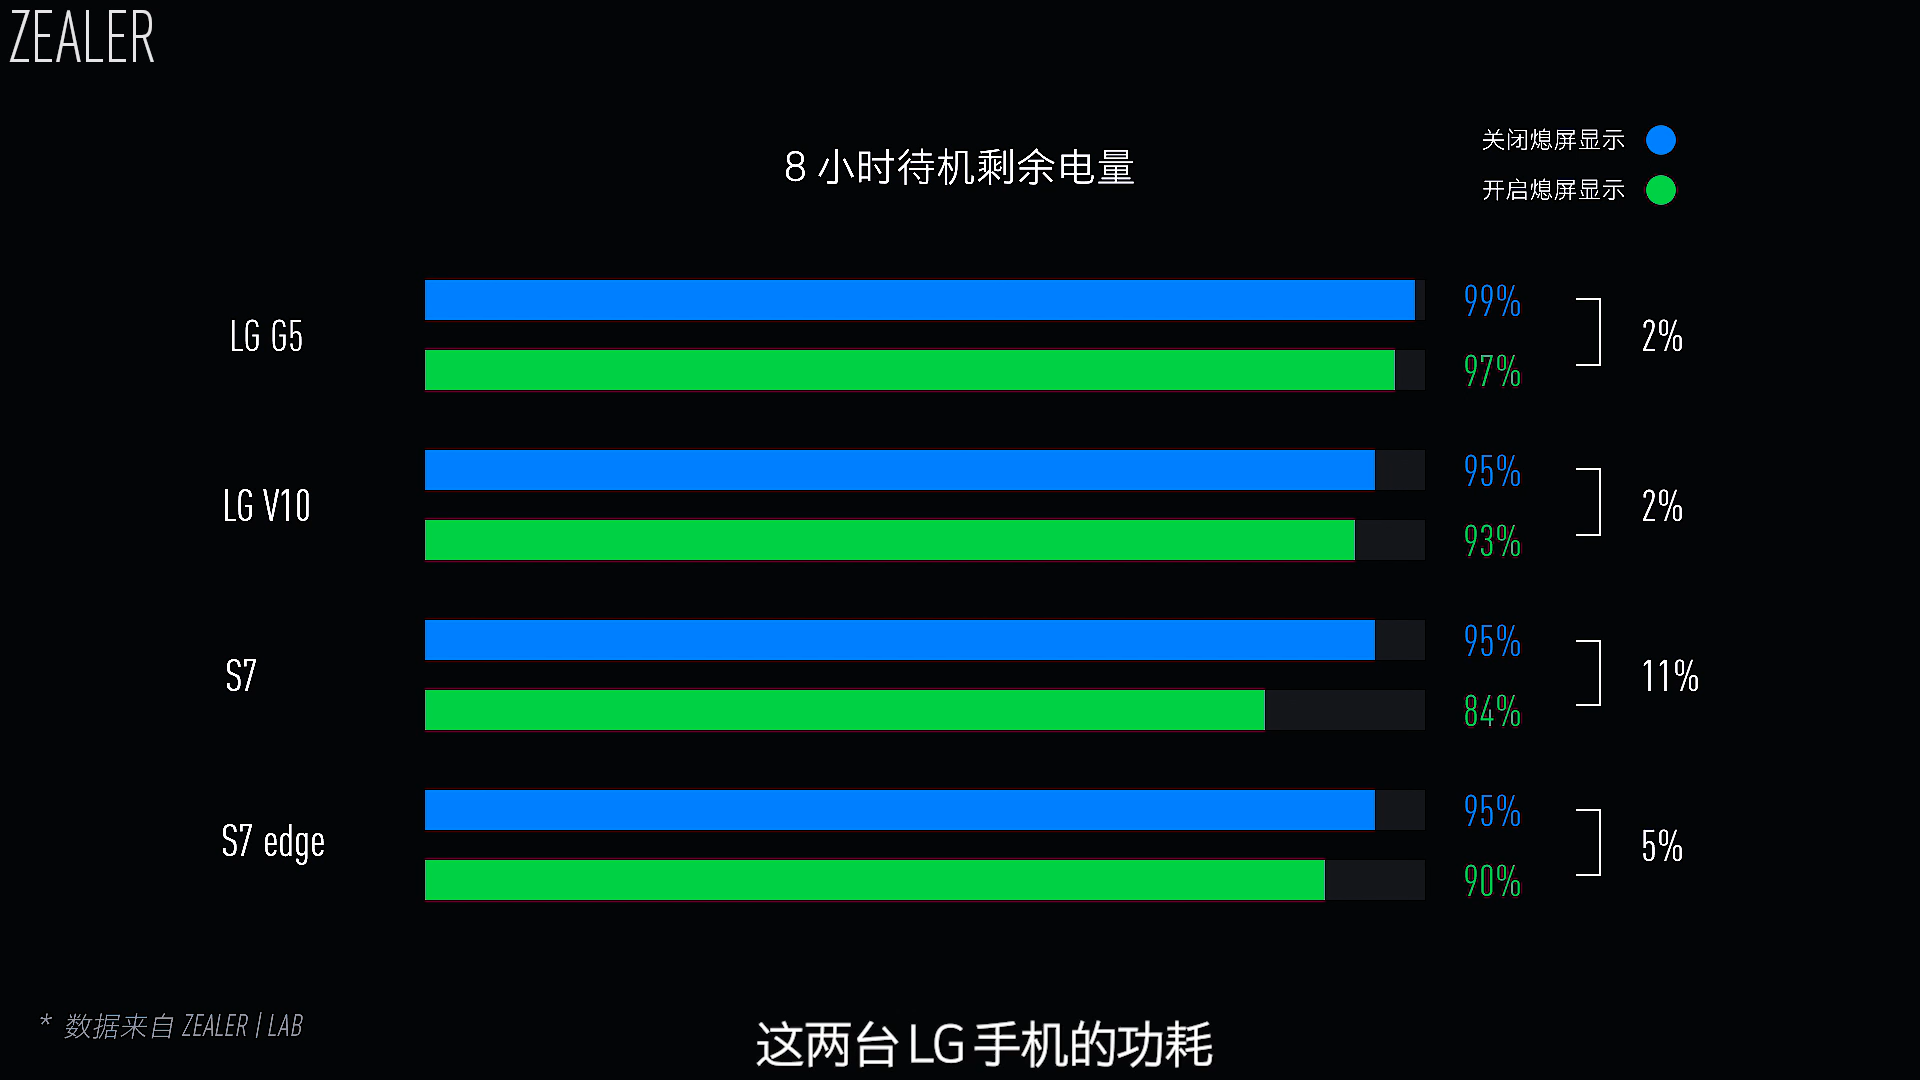 ZEALER
8 小时待机剩余电量
关闭熄屏显示
开启熄屏显示
LG G5
99%
97%
2%
LG V10
95%
93%
2%
S7
95%
84%
11%
S7 edge
95%
90%
5%
* 数据来自 ZEALER | LAB
这两台 LG 手机的功耗